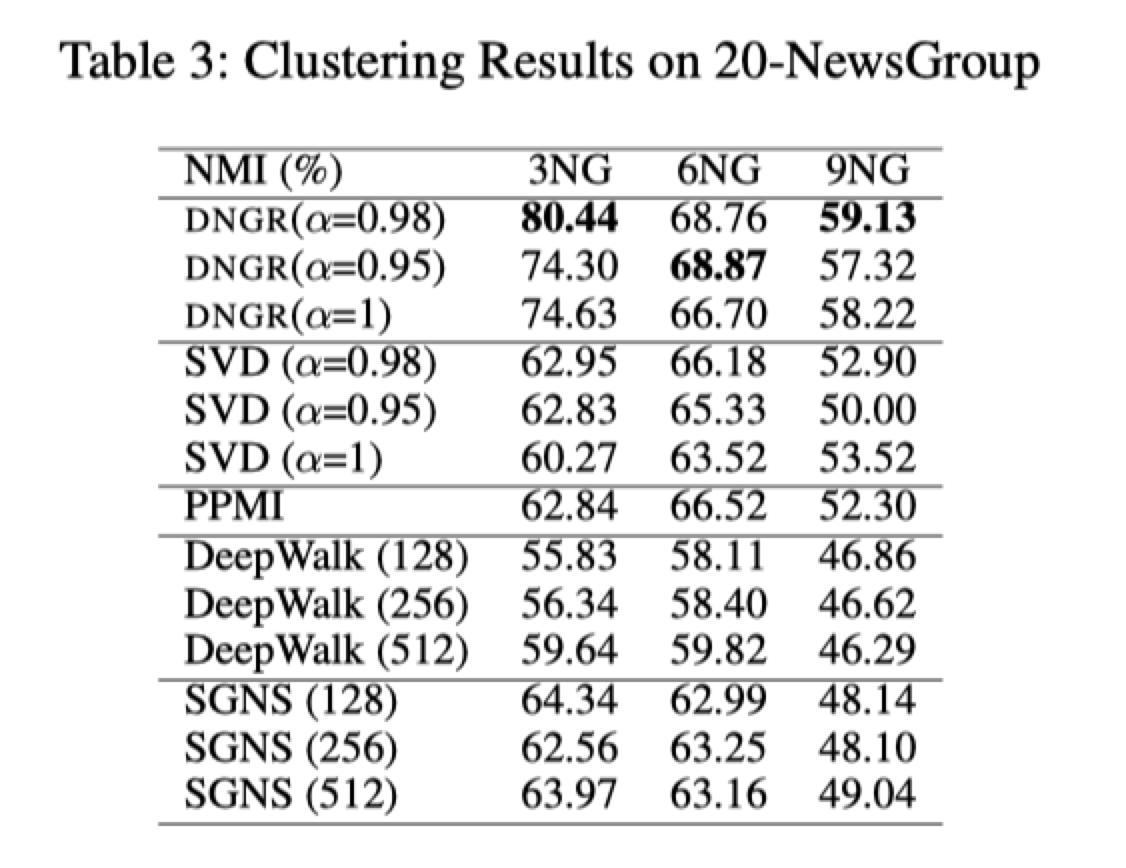 Table 3: Clustering Results on 20-NewsGroup
NMI (%) 3NG 6NG 9NG
DNGR(α=0.98) 80.44 68.76 59.13
DNGR(α=0.95) 74.30 68.87 57.32
DNGR(α=1) 74.63 66.70 58.22
SVD (α=0.98) 62.95 66.18 52.90
SVD (α=0.95) 62.83 65.33 50.00
SVD (α=1) 60.27 63.52 53.52
PPMI 62.84 66.52 52.30
DeepWalk (128) 55.83 58.11 46.86
DeepWalk (256) 56.34 58.40 46.62
DeepWalk (512) 59.64 59.82 46.29
SGNS (128) 64.34 62.99 48.14
SGNS (256) 62.56 63.25 48.10
SGNS (512) 63.97 63.16 49.04